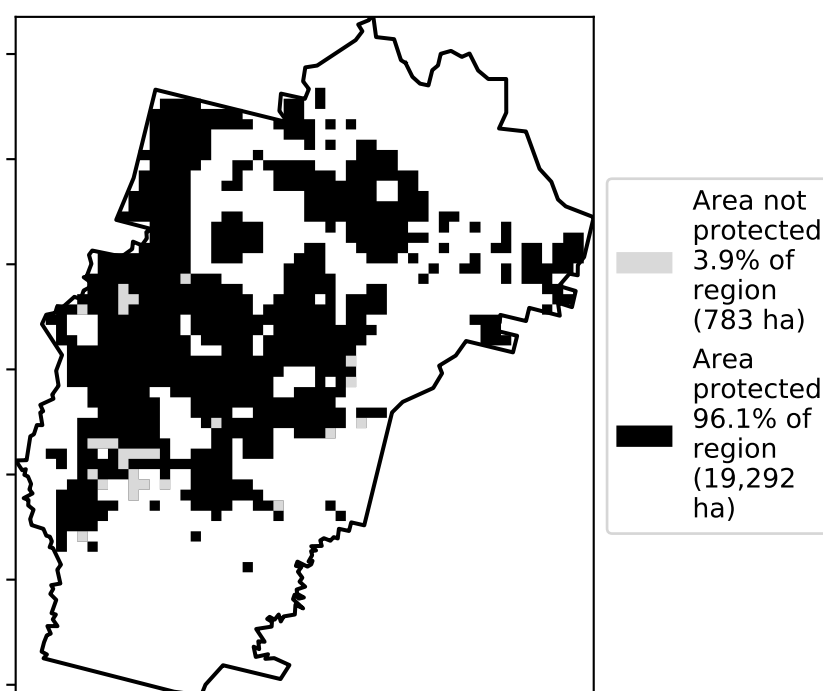 Area not
protected
3.9% of
region
(783 ha)
Area
protected
96.1% of
region
(19,292
ha)